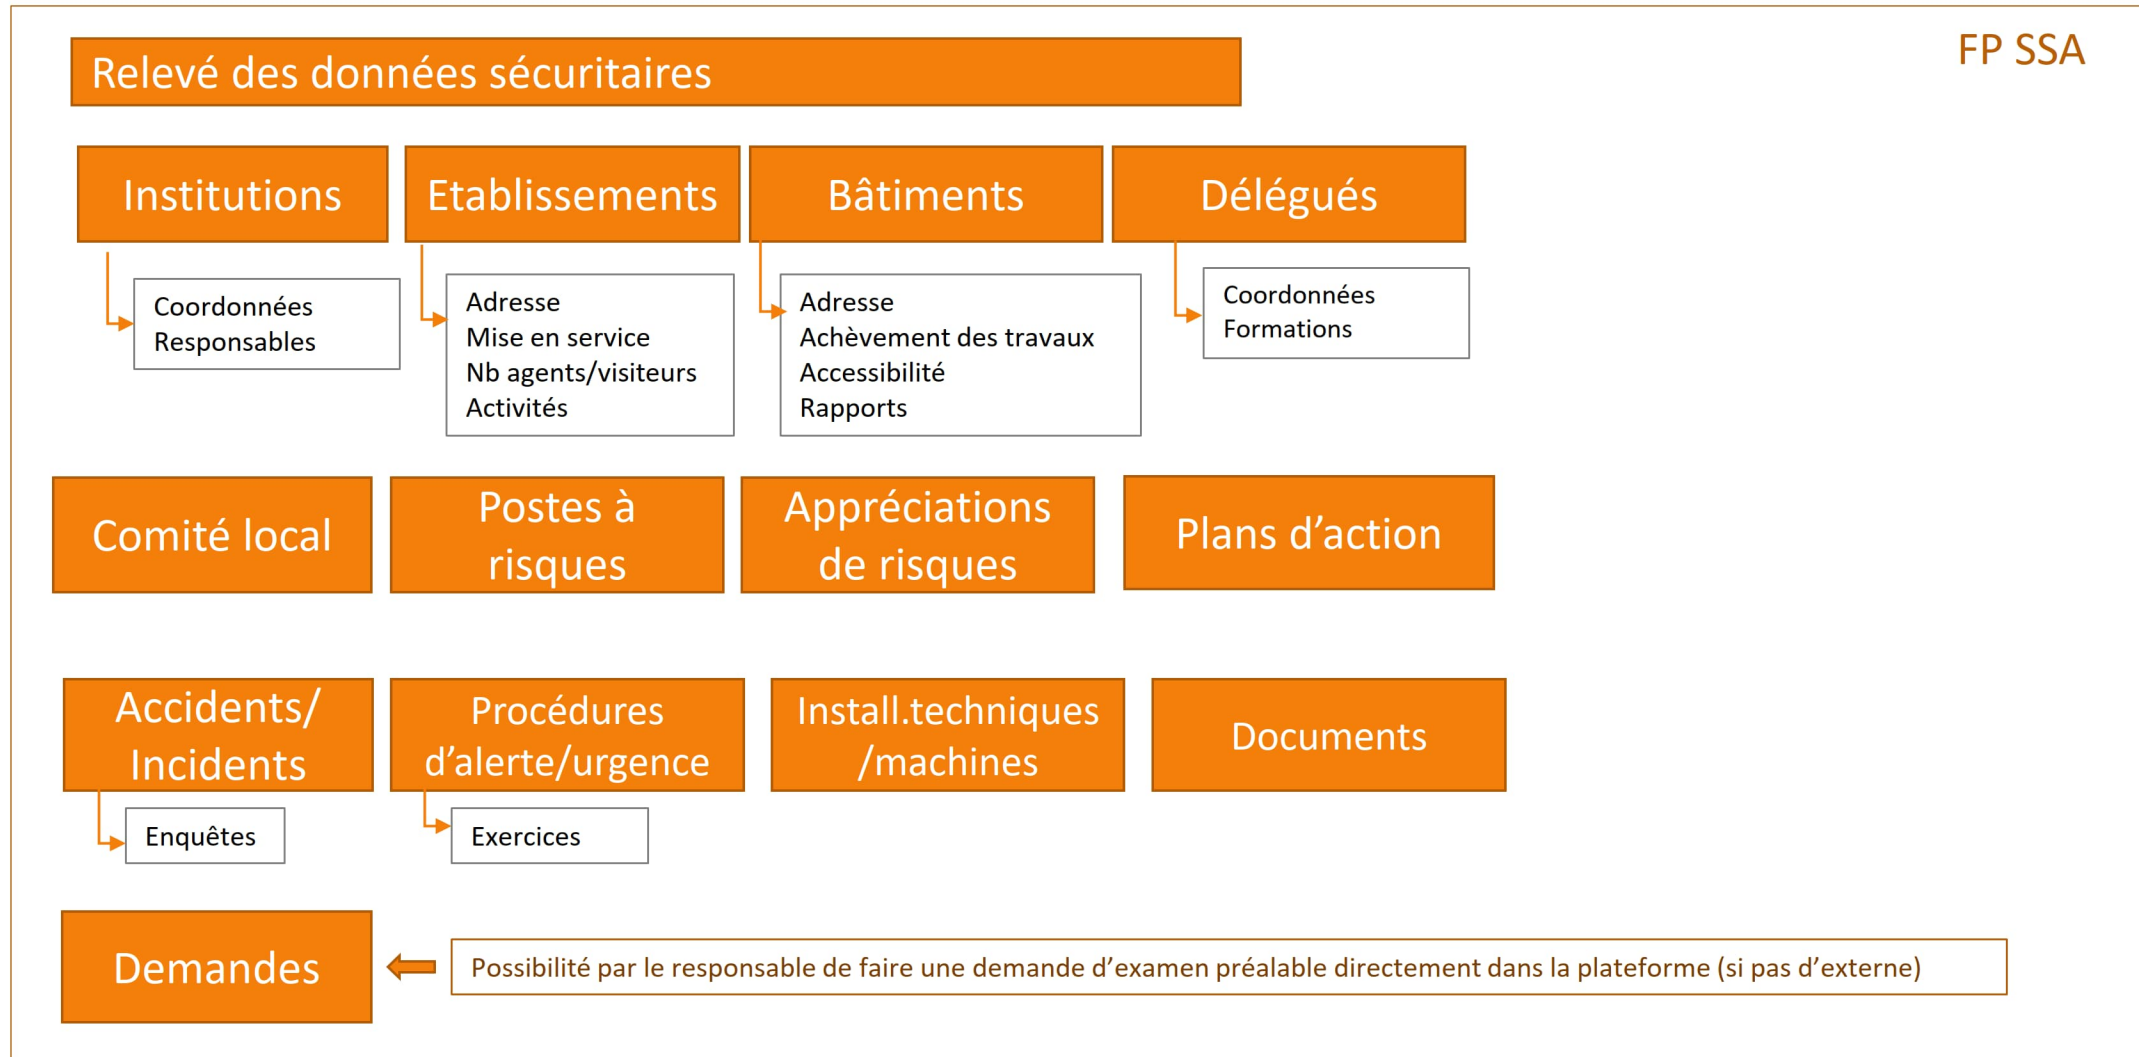 FP SSA
Relevé des données sécuritaires
Institutions
Etablissements
Bâtiments
Délégués
Coordonnées
Responsables
Adresse
Mise en service
Nb agents/visiteurs
Activités
Adresse
Achèvement des travaux
Accessibilité
Rapports
Coordonnées
Formations
Comité local
Postes à
risques
Appréciations
de risques
Plans d’action
Accidents/
Incidents
Procédures
d’alerte/urgence
Install.techniques
/machines
Documents
Enquêtes
Exercices
Demandes
Possibilité par le responsable de faire une demande d’examen préalable directement dans la plateforme (si pas d’externe)